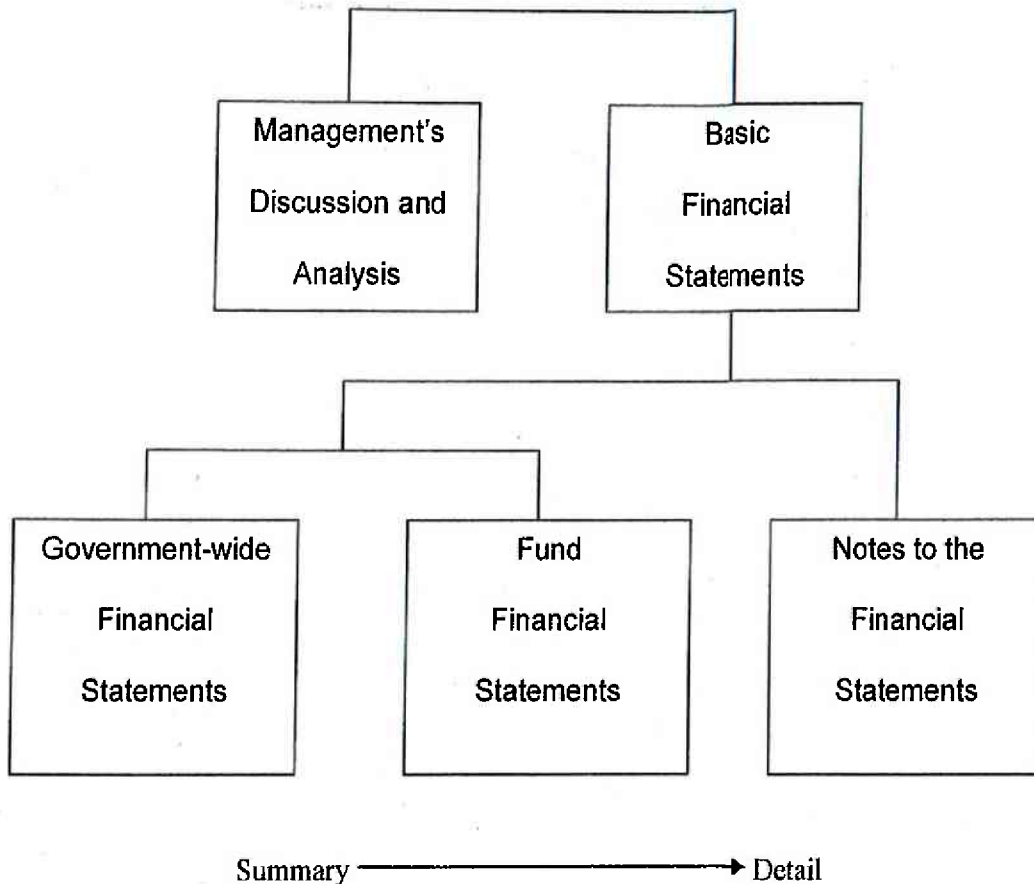 Management's
Discussion and
Analysis
Basic
Financial
Statements
Government-wide
Financial
Statements
Fund
Financial
Statements
Notes to the
Financial
Statements
Summary Detail